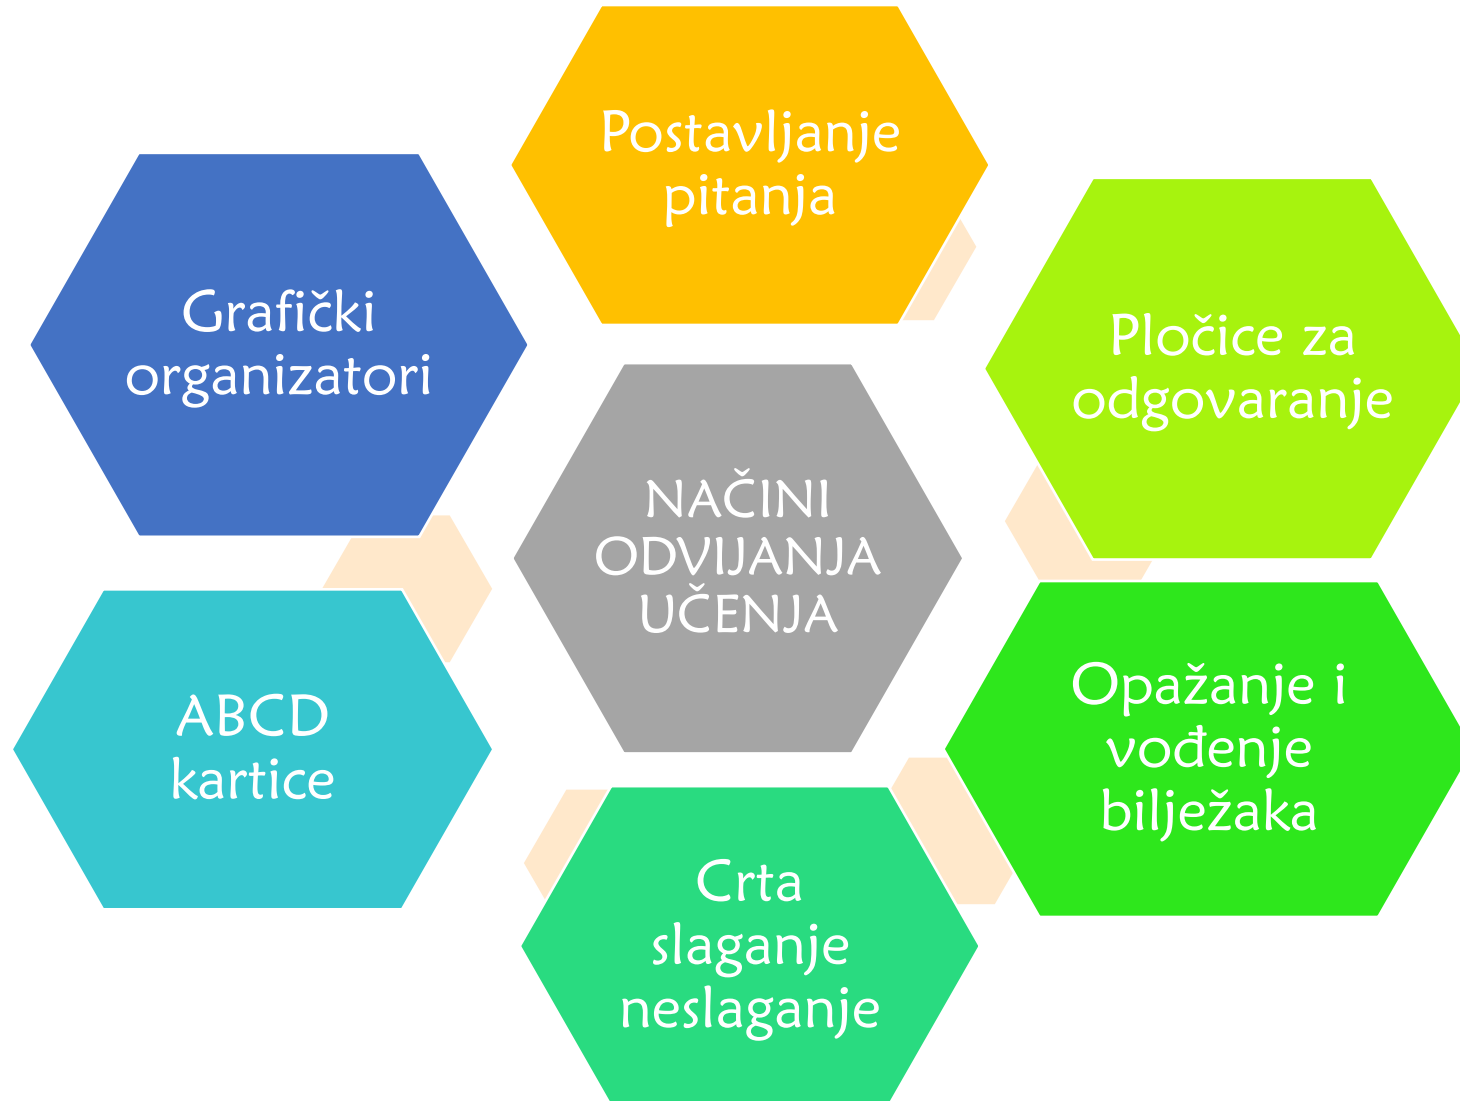 Postavljanje
pitanja
Grafički
organizatori
Pločice za
odgovaranje
NAČINI
ODVIJANJA
UČENJA
ABCD
kartice
Opažanje i
vođenje
bilježaka
Crta
slaganje
neslaganje